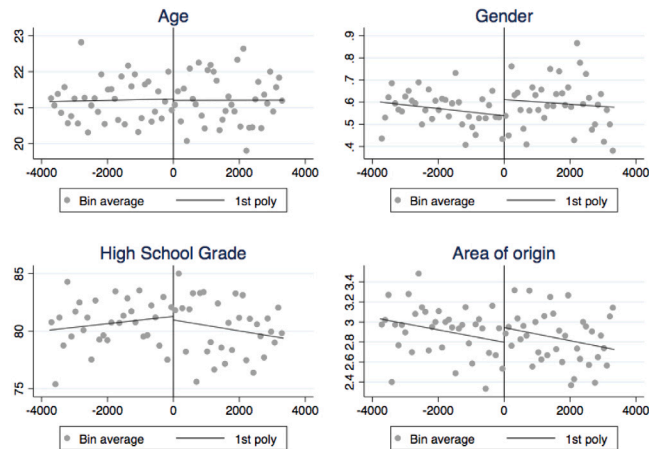 Age
23
22
21
20
-4000 -2000 0 2000 4000
Bin average 1st poly
Gender
.9
.8
.7
.6
.5
.4
-4000 -2000 0 2000 4000
Bin average 1st poly
High School Grade
85
80
75
-4000 -2000 0 2000 4000
Bin average 1st poly
Area of origin
2.4 2.6 2.8 3 3.2 3.4
-4000 -2000 0 2000 4000
Bin average 1st poly